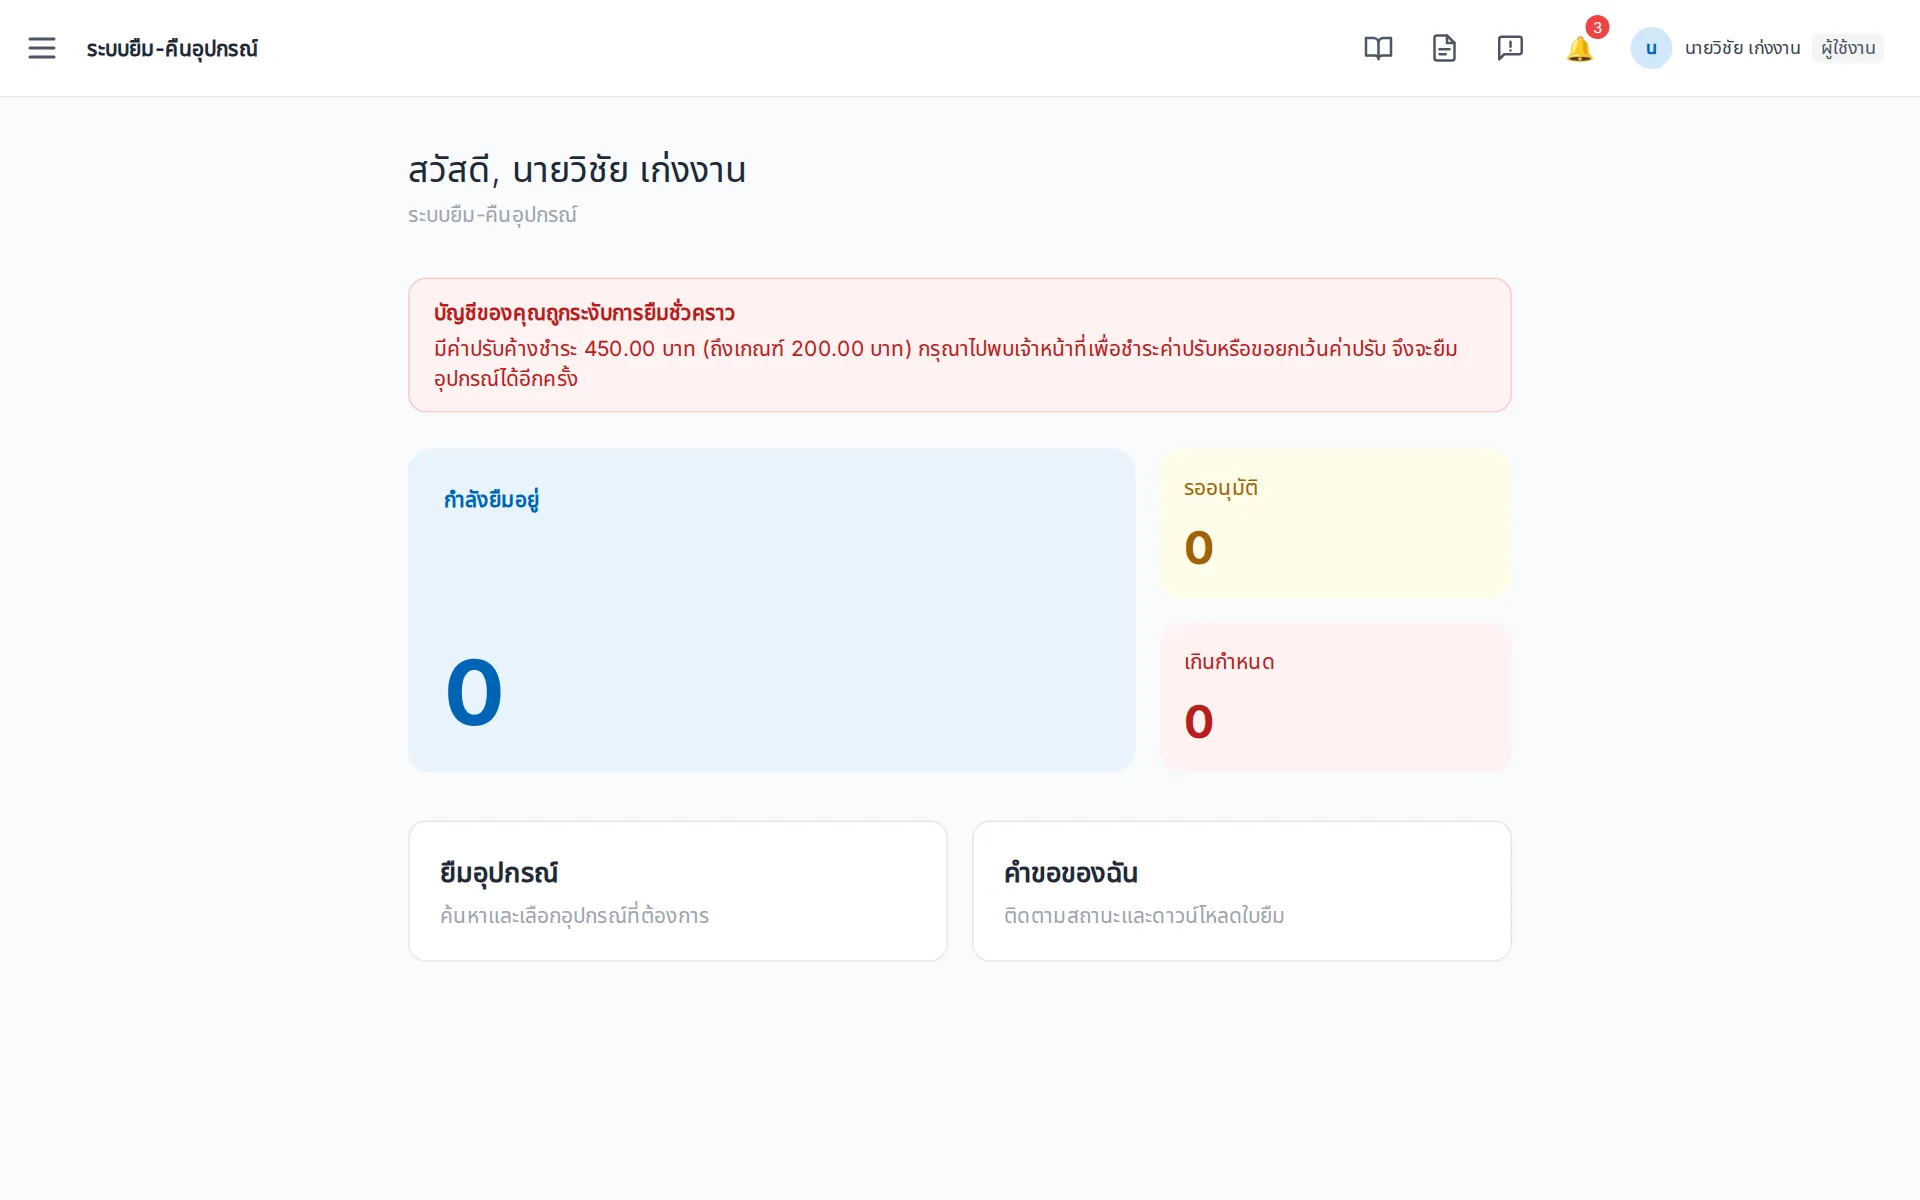 ระบบยืม-คืนอุปกรณ์
3
น
นายวิชัย เก่งงาน
ผู้ใช้งาน
สวัสดี, นายวิชัย เก่งงาน
ระบบยืม-คืนอุปกรณ์
บัญชีของคุณถูกระงับการยืมชั่วคราว
มีค่าปรับค้างชำระ 450.00 บาท (ถึงเกณฑ์ 200.00 บาท) กรุณาไปพบเจ้าหน้าที่เพื่อชำระค่าปรับหรือขอยกเว้นค่าปรับ จึงจะยืม
อุปกรณ์ได้อีกครั้ง
กำลังยืมอยู่
0
รออนุมัติ
0
เกินกำหนด
0
ยืมอุปกรณ์
ค้นหาและเลือกอุปกรณ์ที่ต้องการ
คำขอของฉัน
ติดตามสถานะและดาวน์โหลดใบยืม